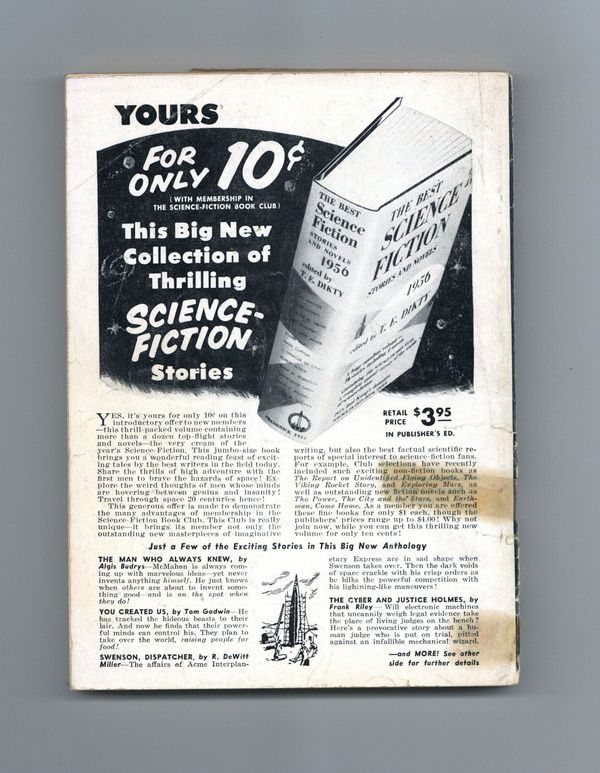 YOURS
FOR
ONLY 10¢
(WITH MEMBERSHIP IN
THE SCIENCE-FICTION BOOK CLUB)
This Big New
Collection of
Thrilling
SCIENCE-
FICTION
Stories
THE BEST
Science
Fiction
STORIES
AND NOVELS
1956
edited by
T. E. DIKTY
THE BEST
SCIENCE
FICTION
STORIES AND NOVELS
1956
edited by T. E. DIKTY
RETAIL
PRICE $3.95
IN PUBLISHER'S ED.
YES, it's yours for only 10¢ on this
introductory offer to new members
—this thrill-packed volume containing
more than a dozen top-flight stories
and novels—the very cream of the
year's Science-Fiction. This jumbo-size book
brings you a wonderful reading feast of excit-
ing tales by the best writers in the field today.
Share the thrills of high adventure with the
first men to brave the hazards of space! Ex-
plore the weird thoughts of men whose minds
are hovering between genius and insanity!
Travel through space 20 centuries hence!
This generous offer is made to demonstrate
the many advantages of membership in the
Science-Fiction Book Club. This Club is really
unique—it brings its member not only the
outstanding new masterpieces of imaginative
writing, but also the best factual scientific re-
ports of special interest to science-fiction fans.
For example, Club selections have recently
included such exciting non-fiction books as
The Report on Unidentified Flying Objects, The
Viking Rocket Story, and Exploring Mars, as
well as outstanding new fiction novels such as
The Power, The City and the Stars, and Earth-
man, Come Home. As a member you are offered
these fine books for only $1 each, though the
publishers' prices range up to $4.00! Why not
join now, while you can get this thrilling new
volume for only ten cents!
Just a Few of the Exciting Stories in This Big New Anthology
THE MAN WHO ALWAYS KNEW, by
Algis Budrys—McMahon is always com-
ing up with marvelous ideas—yet never
invents anything himself. He just knows
when others are about to invent some-
thing good—and is on the spot when
they do!
YOU CREATED US, by Tom Godwin—He
has tracked the hideous beasts to their
lair. And now he finds that their power-
ful minds can control his. They plan to
take over the world, raising people for
food!
SWENSON, DISPATCHER, by R. DeWitt
Miller—The affairs of Acme Interplan-
etary Express are in sad shape when
Swenson takes over. Then the dark voids
of space crackle with his crisp orders as
he bilks the powerful competition with
his lightning-like maneuvers!
THE CYBER AND JUSTICE HOLMES, by
Frank Riley—Will electronic machines
that uncannily weigh legal evidence take
the place of living judges on the bench?
Here's a provocative story about a hu-
man judge who is put on trial, pitted
against an infallible mechanical wizard.
—and MORE! See other
side for further details